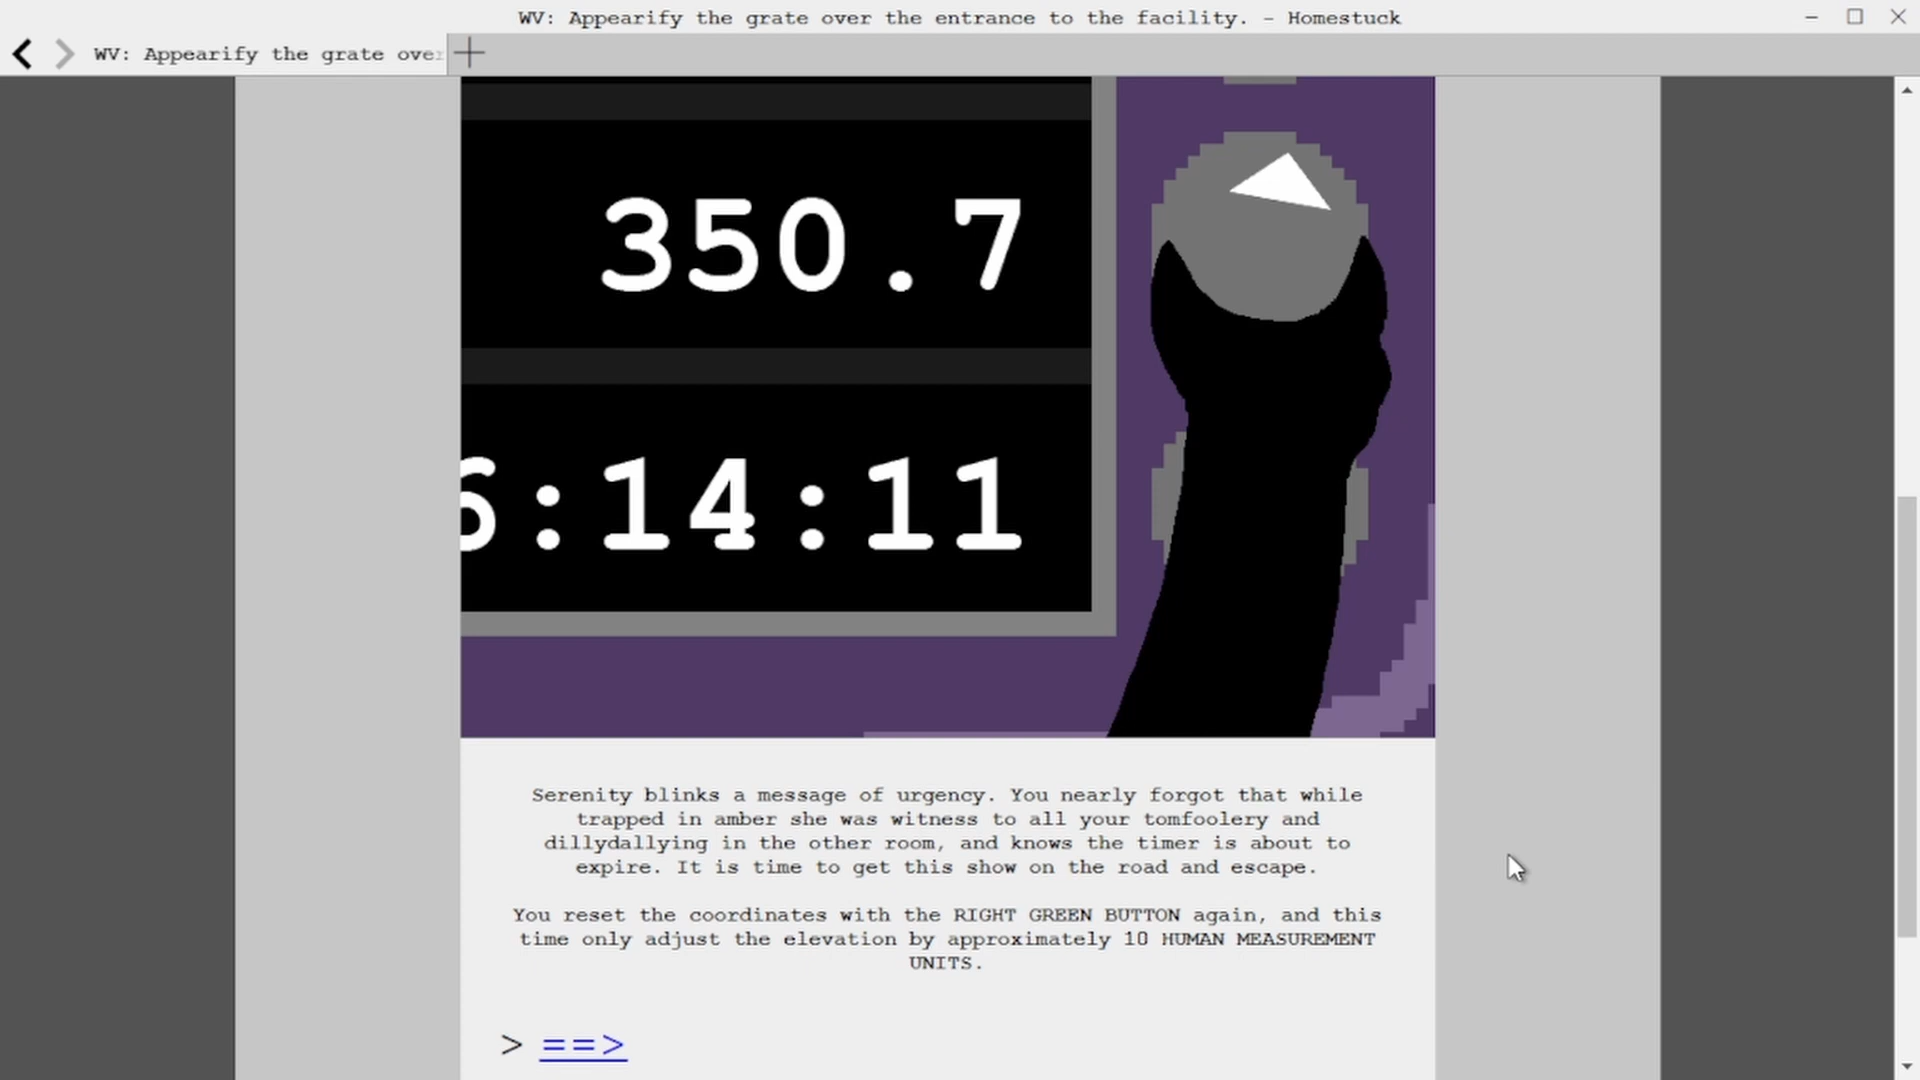 WV: Appearify the grate over the entrance to the facility. - Homestuck
WV: Appearify the grate over
350.7
6:14:11
Serenity blinks a message of urgency. You nearly forgot that while
trapped in amber she was witness to all your tomfoolery and
dillydallying in the other room, and knows the timer is about to
expire. It is time to get this show on the road and escape.
You reset the coordinates with the RIGHT GREEN BUTTON again, and this
time only adjust the elevation by approximately 10 HUMAN MEASUREMENT
UNITS.
> ==>